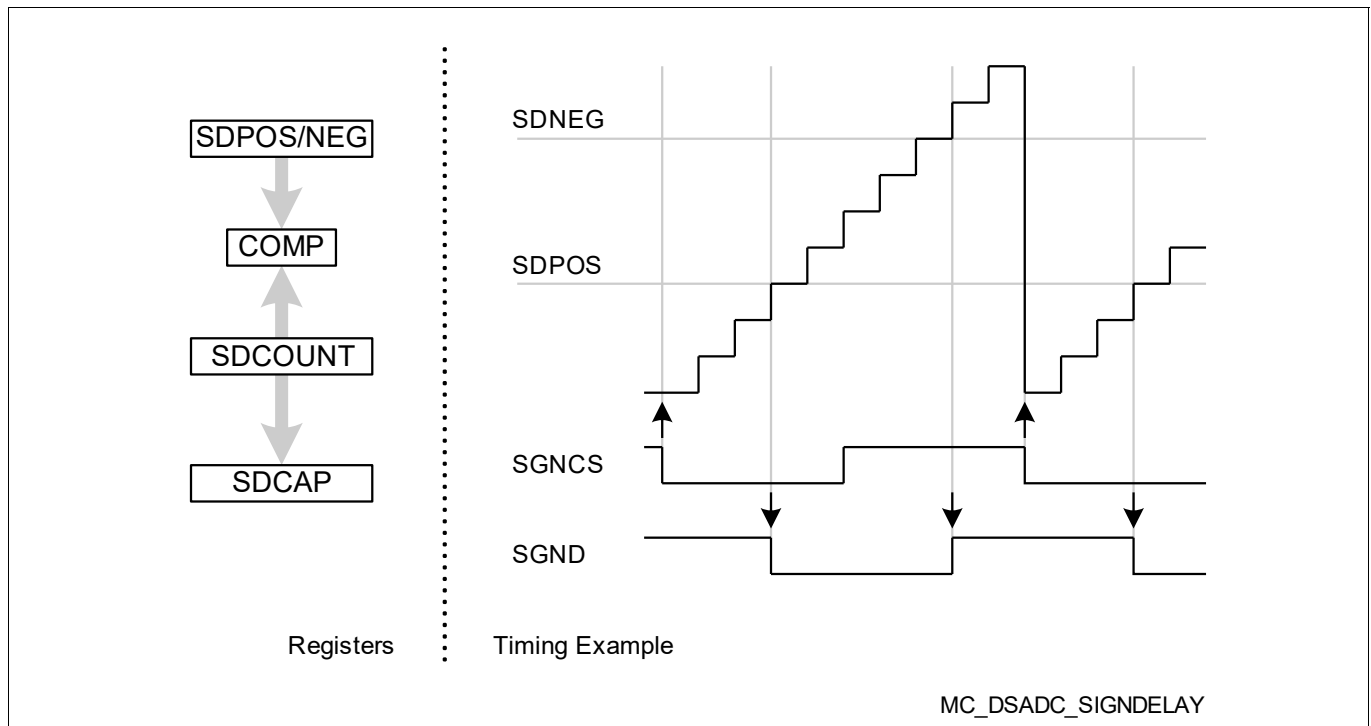 SDPOS/NEG
COMP
SDCOUNT
SDCAP
Registers
SDNEG
SDPOS
SGNCS
SGND
Timing Example
MC_DSADC_SIGNDELAY